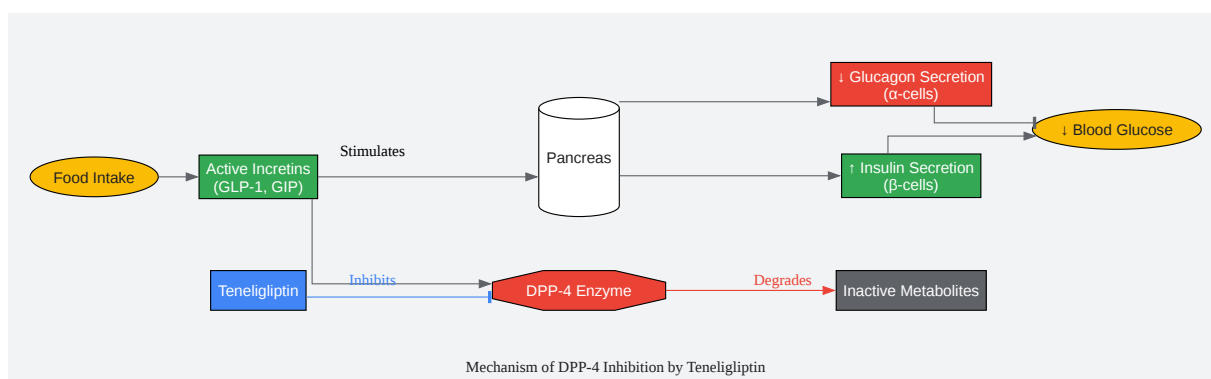 ↓ Glucagon Secretion
(α-cells)
↓ Blood Glucose
Stimulates
Pancreas
Food Intake
Active Incretins
(GLP-1, GIP)
↑ Insulin Secretion
(β-cells)
Teneligliptin
Inhibits
DPP-4 Enzyme
Degrades
Inactive Metabolites
Mechanism of DPP-4 Inhibition by Teneligliptin